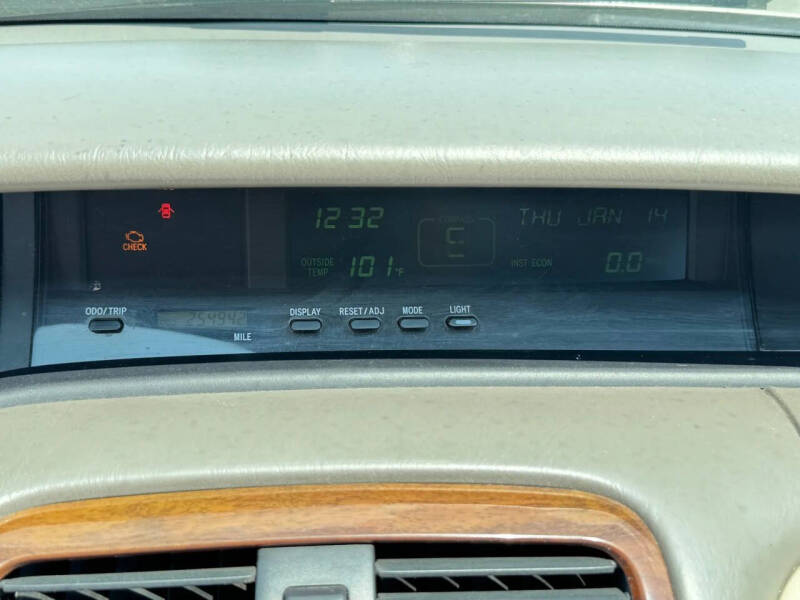 12 32
THU JAN 14
CHECK
E
OUTSIDE
TEMP 101 °F
INST ECON 0.0
ODO/TRIP
254942
MILE
DISPLAY
RESET/ADJ
MODE
LIGHT